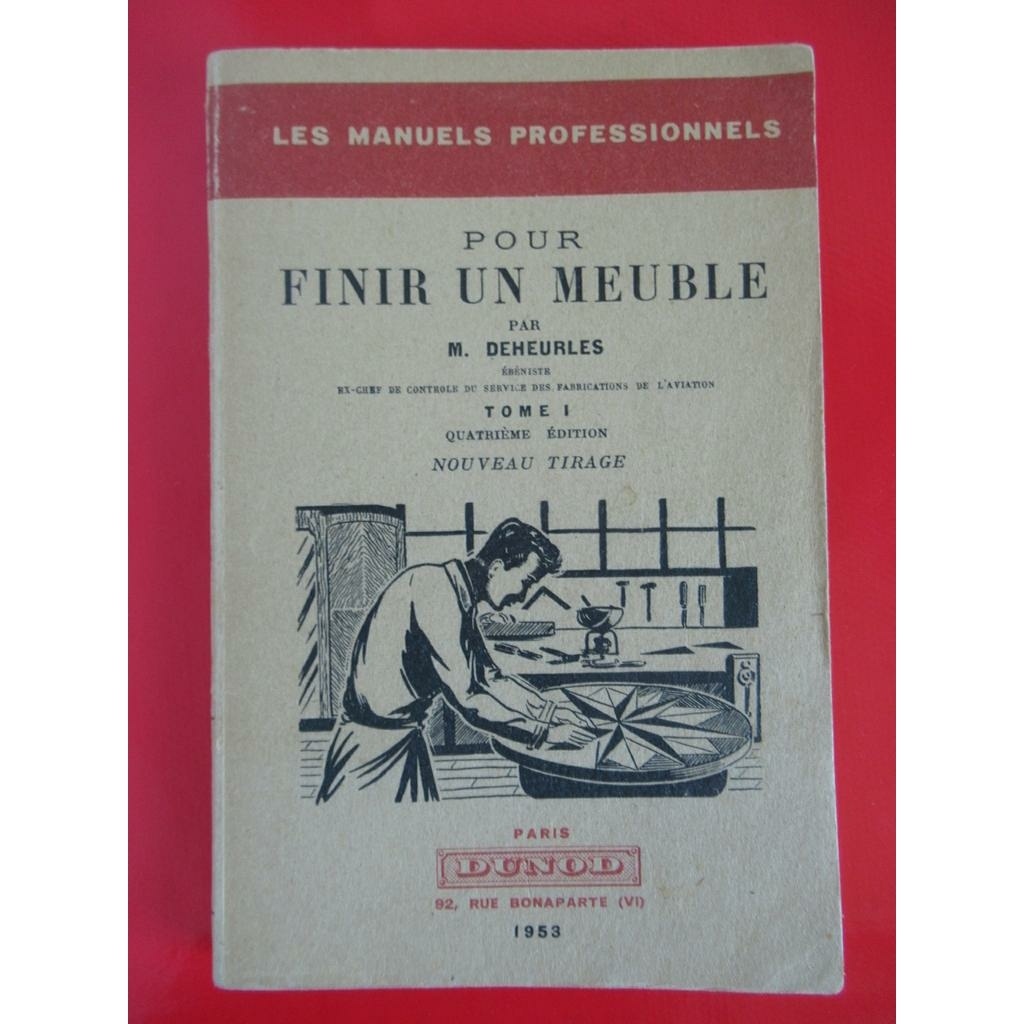 LES MANUELS PROFESSIONNELS
POUR
FINIR UN MEUBLE
PAR
M. DEHEURLES
ÉBÉNISTE
EX-CHEF DE CONTROLE DU SERVICE DES FABRICATIONS DE L'AVIATION
TOME I
QUATRIÈME ÉDITION
NOUVEAU TIRAGE
PARIS
DUNOD
92, RUE BONAPARTE (VI)
1953